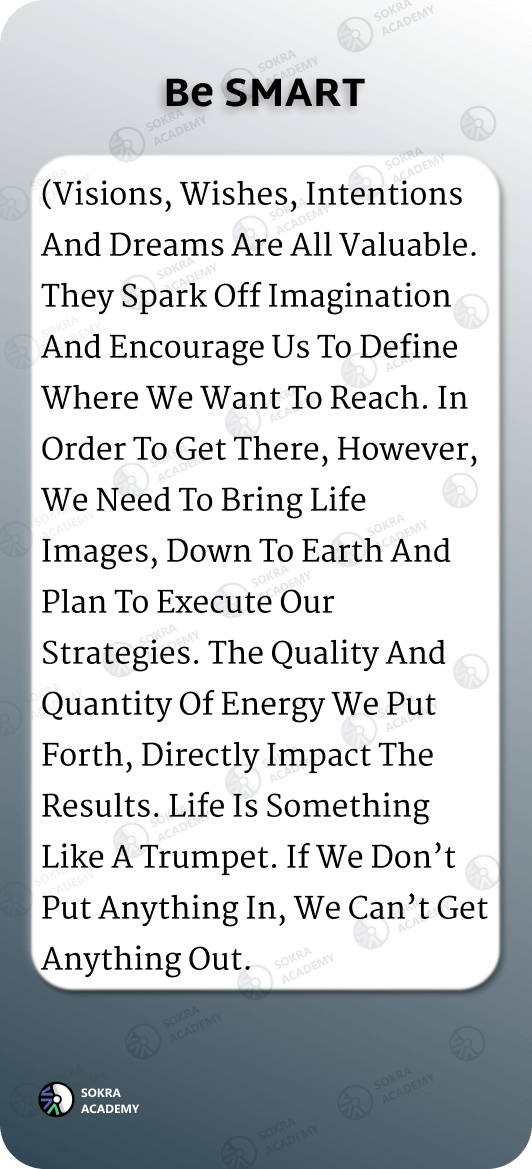 Be SMART
(Visions, Wishes, Intentions
And Dreams Are All Valuable.
They Spark Off Imagination
And Encourage Us To Define
Where We Want To Reach. In
Order To Get There, However,
We Need To Bring Life
Images, Down To Earth And
Plan To Execute Our
Strategies. The Quality And
Quantity Of Energy We Put
Forth, Directly Impact The
Results. Life Is Something
Like A Trumpet. If We Don’t
Put Anything In, We Can’t Get
Anything Out.
SOKRA
ACADEMY